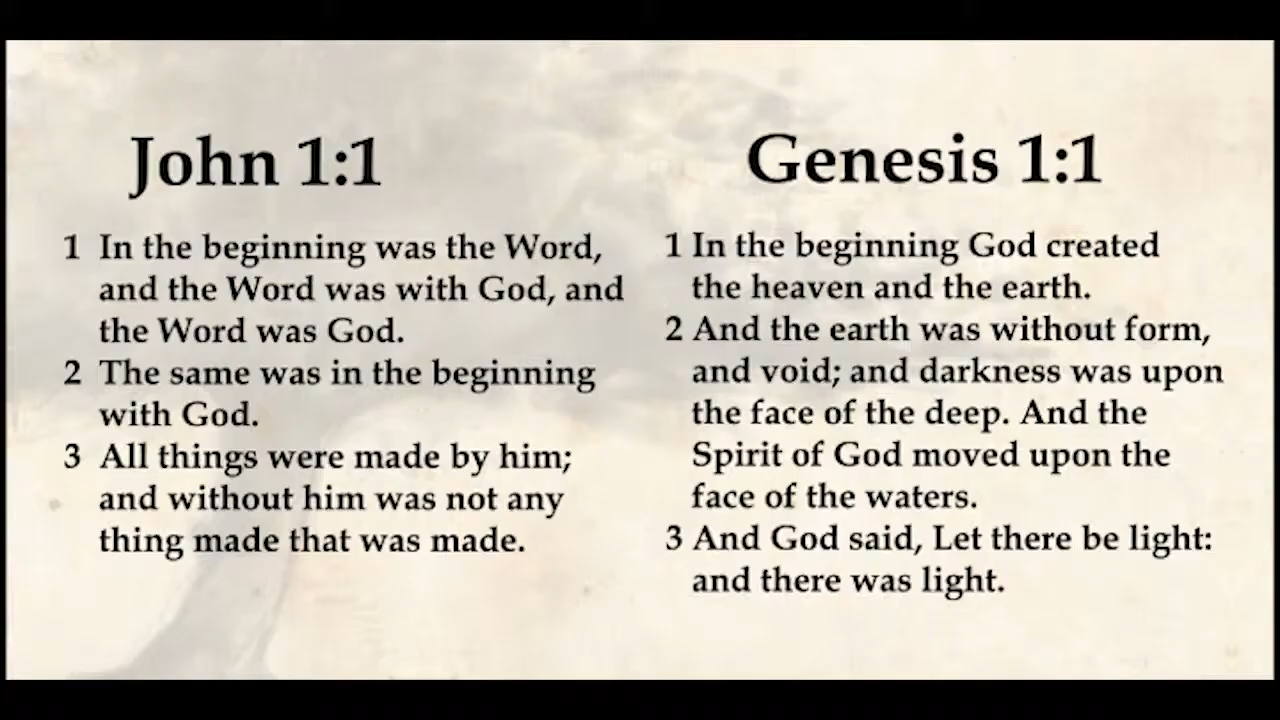 John 1:1
1 In the beginning was the Word,
and the Word was with God, and
the Word was God.
2 The same was in the beginning
with God.
3 All things were made by him;
and without him was not any
thing made that was made.
Genesis 1:1
1 In the beginning God created
the heaven and the earth.
2 And the earth was without form,
and void; and darkness was upon
the face of the deep. And the
Spirit of God moved upon the
face of the waters.
3 And God said, Let there be light:
and there was light.